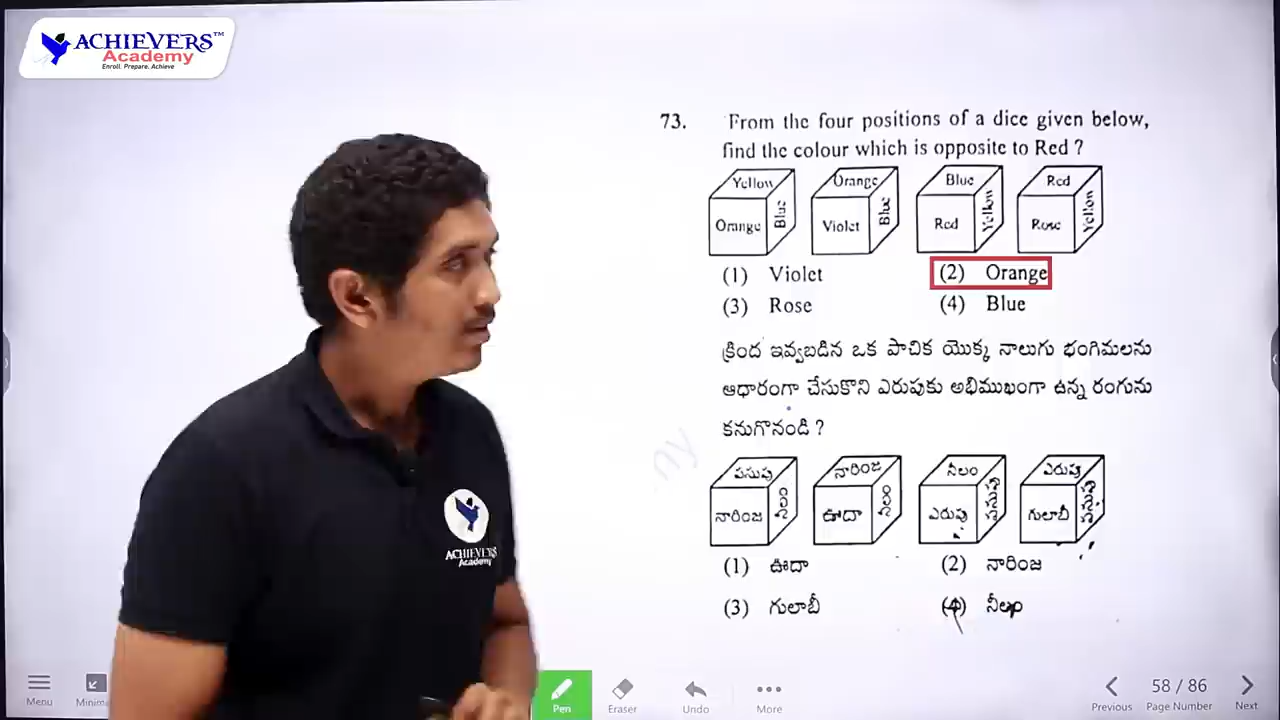 ACHIEVERS™
Academy
Enroll. Prepare. Achieve
73. From the four positions of a dice given below,
find the colour which is opposite to Red ?
Yellow Orange Blue
Orange Violet Blue
Blue Red Yellow
Red Rose Yellow
(1) Violet (2) Orange
(3) Rose (4) Blue
క్రింద ఇవ్వబడిన ఒక పాచిక యొక్క నాలుగు భంగిమలను
ఆధారంగా చేసుకొని ఎరుపుకు అభిముఖంగా ఉన్న రంగును
కనుగొనండి ?
పసుపు నారింజ నీలం
నారింజ ఊదా నీలం
నీలం ఎరుపు పసుపు
ఎరుపు గులాబీ పసుపు
(1) ఊదా (2) నారింజ
(3) గులాబీ (4) నీలం
ACHIEVERS
Academy
Menu
Pen Eraser Undo More
Previous 58 / 86 Page Number Next